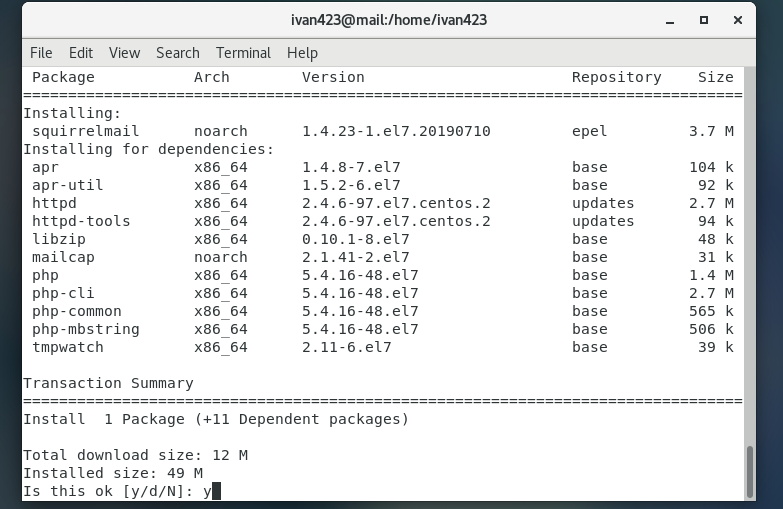 ivan423@mail:/home/ivan423
File Edit View Search Terminal Help
Package Arch Version Repository Size
================================================================================
Installing:
squirrelmail noarch 1.4.23-1.el7.20190710 epel 3.7 M
Installing for dependencies:
apr x86_64 1.4.8-7.el7 base 104 k
apr-util x86_64 1.5.2-6.el7 base 92 k
httpd x86_64 2.4.6-97.el7.centos.2 updates 2.7 M
httpd-tools x86_64 2.4.6-97.el7.centos.2 updates 94 k
libzip x86_64 0.10.1-8.el7 base 48 k
mailcap noarch 2.1.41-2.el7 base 31 k
php x86_64 5.4.16-48.el7 base 1.4 M
php-cli x86_64 5.4.16-48.el7 base 2.7 M
php-common x86_64 5.4.16-48.el7 base 565 k
php-mbstring x86_64 5.4.16-48.el7 base 506 k
tmpwatch x86_64 2.11-6.el7 base 39 k
Transaction Summary
================================================================================
Install 1 Package (+11 Dependent packages)
Total download size: 12 M
Installed size: 49 M
Is this ok [y/d/N]: y